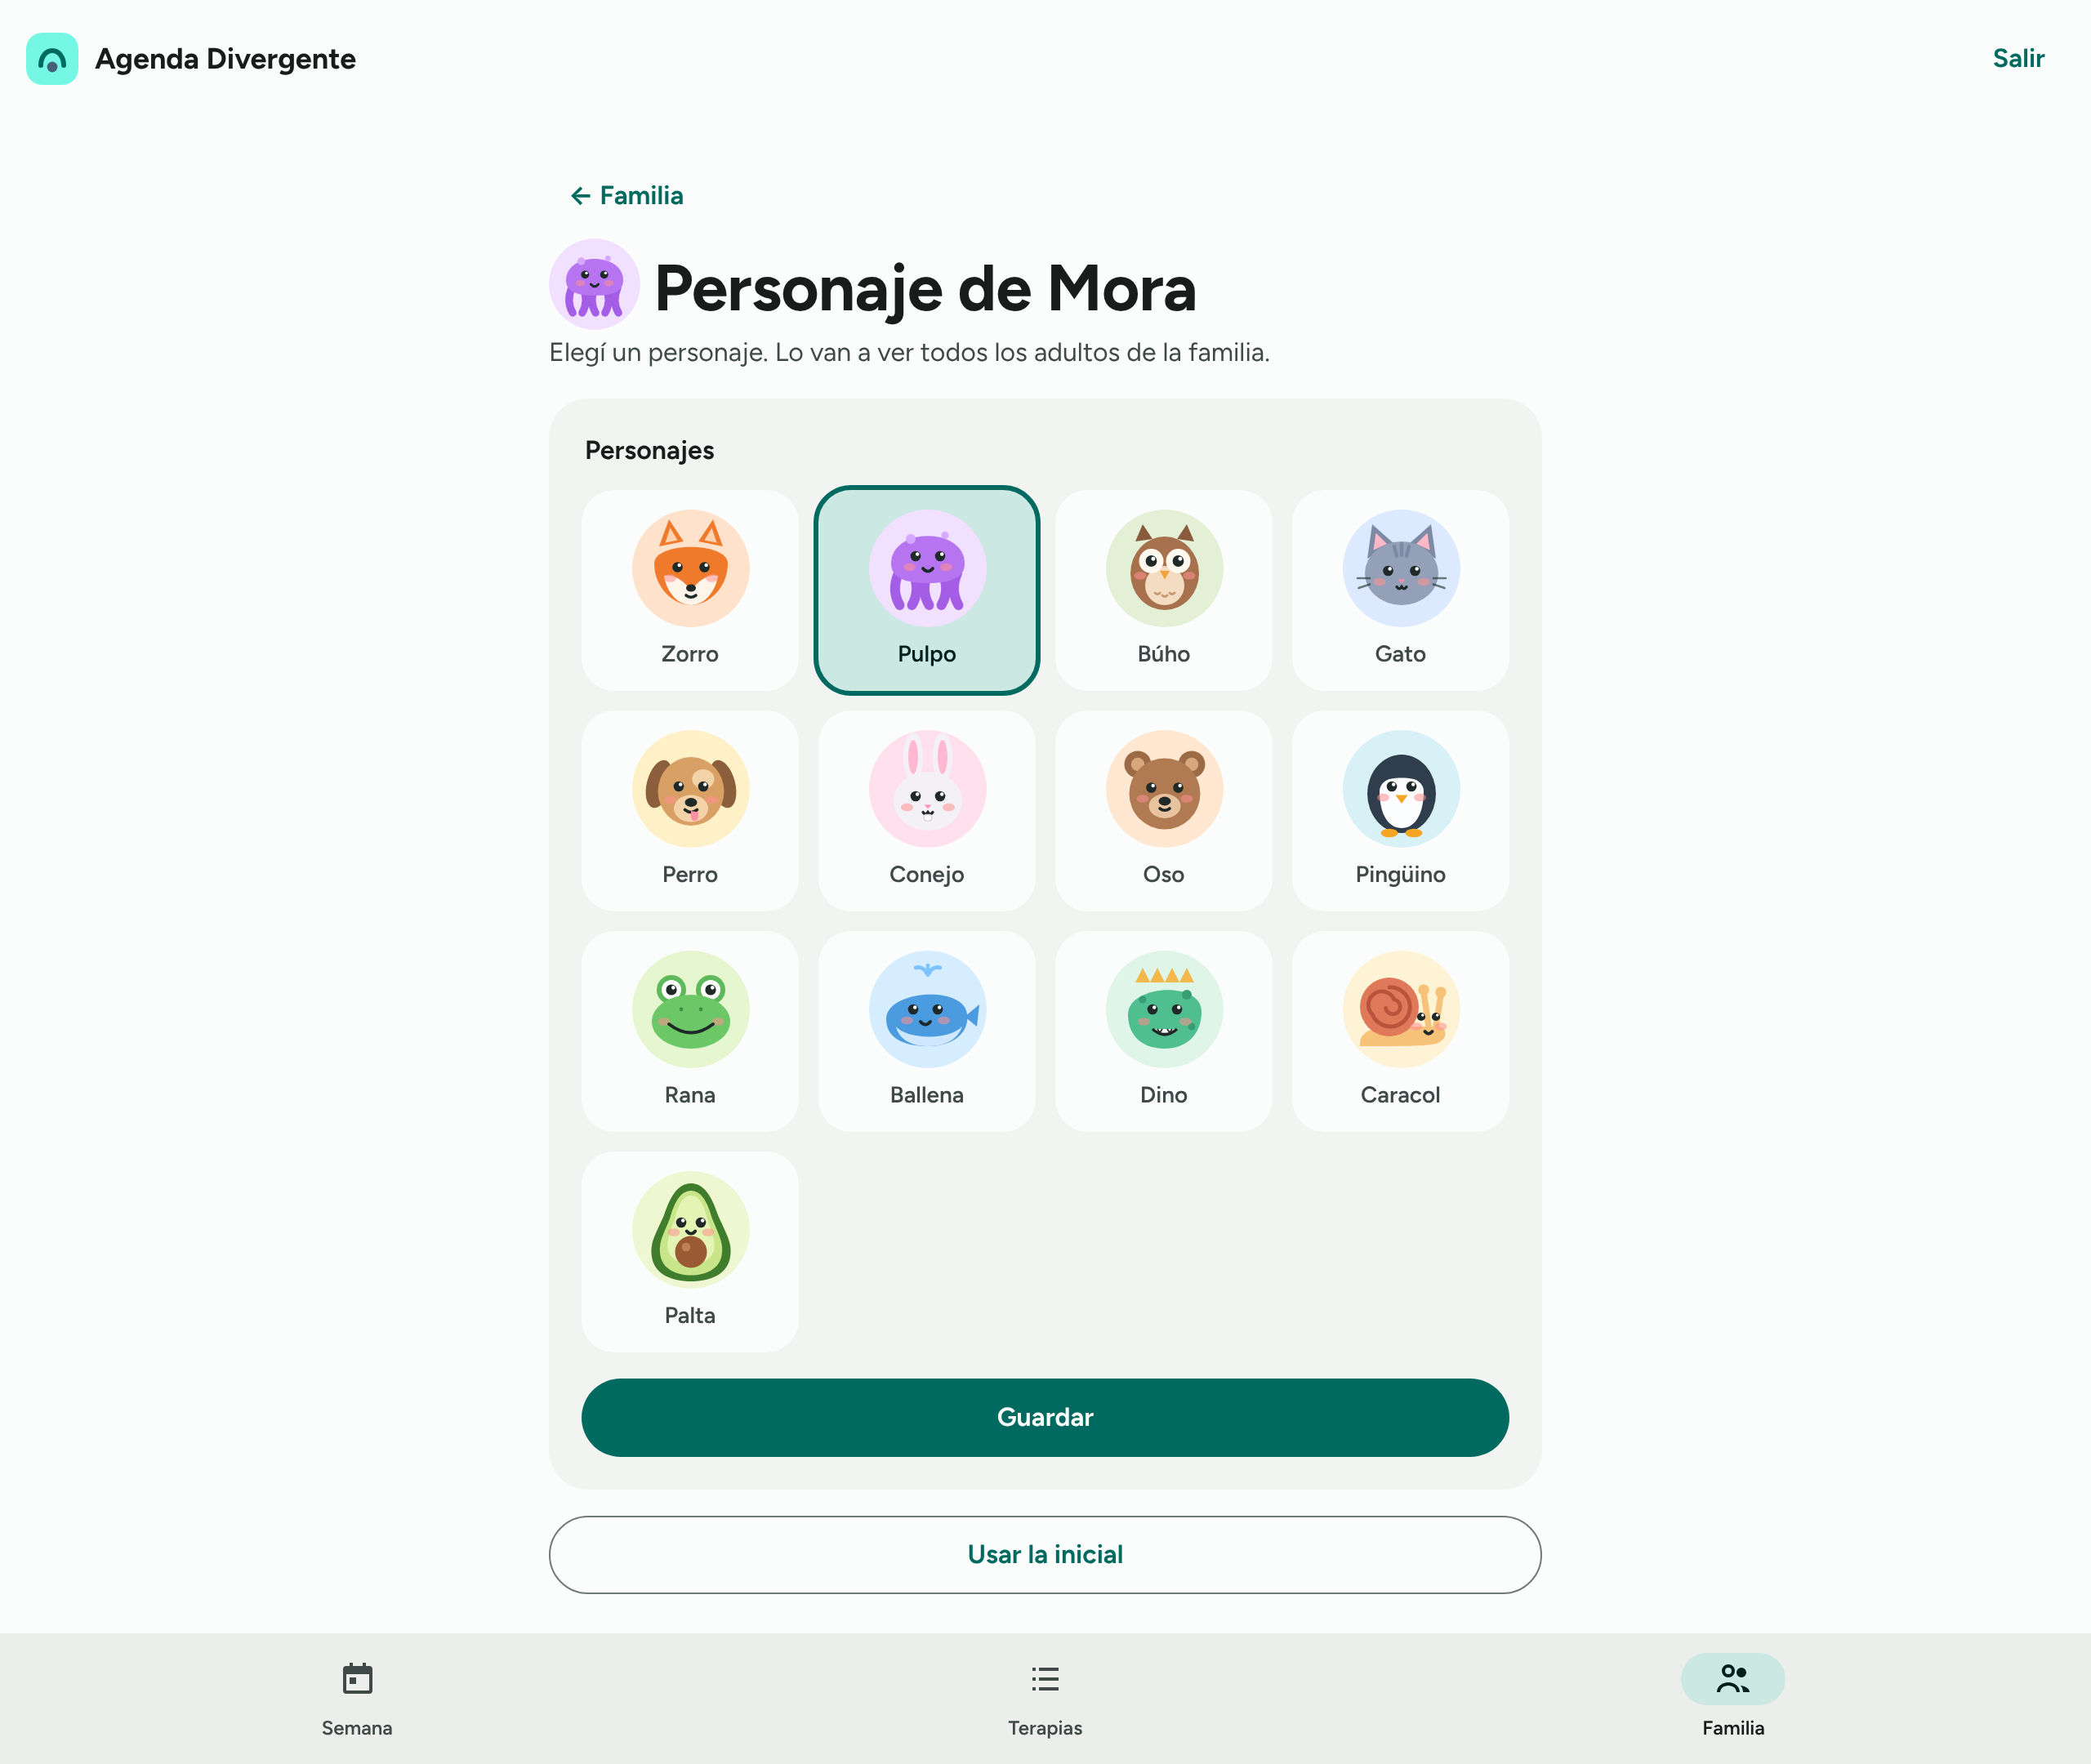 Agenda Divergente
Salir
← Familia
Personaje de Mora
Elegí un personaje. Lo van a ver todos los adultos de la familia.
Personajes
Zorro
Pulpo
Búho
Gato
Perro
Conejo
Oso
Pingüino
Rana
Ballena
Dino
Caracol
Palta
Guardar
Usar la inicial
Semana
Terapias
Familia